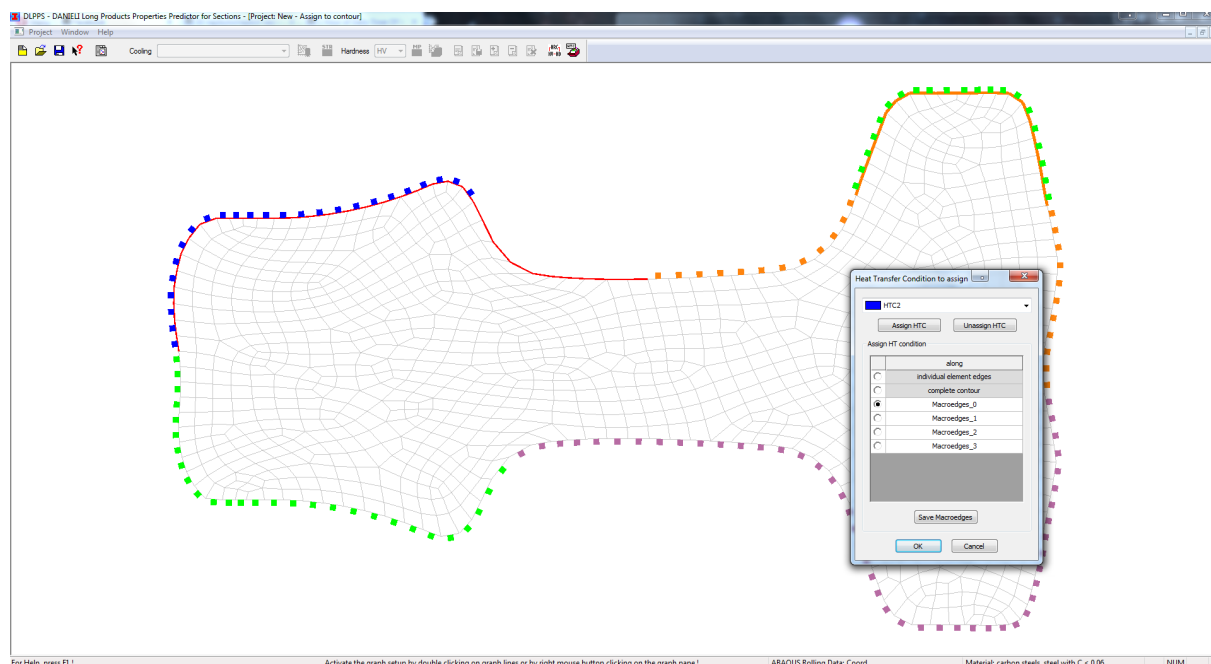 DLPPS - DANIELI Long Products Properties Predictor for Sections - [Project: New - Assign to contour]
Project Window Help
Cooling Hardness HV
Heat Transfer Condition to assign
HTC2
Assign HTC Unassign HTC
Assign HT condition
along
individual element edges
complete contour
Macroedges_0
Macroedges_1
Macroedges_2
Macroedges_3
Save Macroedges
OK Cancel
For Help, press F1 ! Activate the graph setup by double clicking on graph lines or by right mouse button clicking on the graph pane ! ABAQUS Rolling Data: Coord Material: carbon steels, steel with C < 0.06 NUM